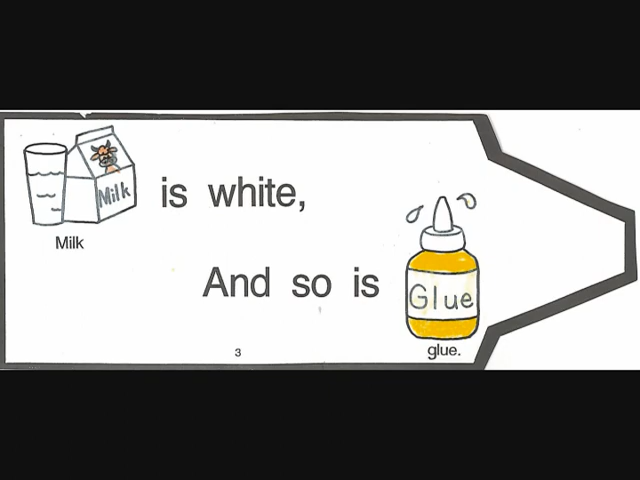 Milk
Milk
is white,
And so is
Glue
glue.
3